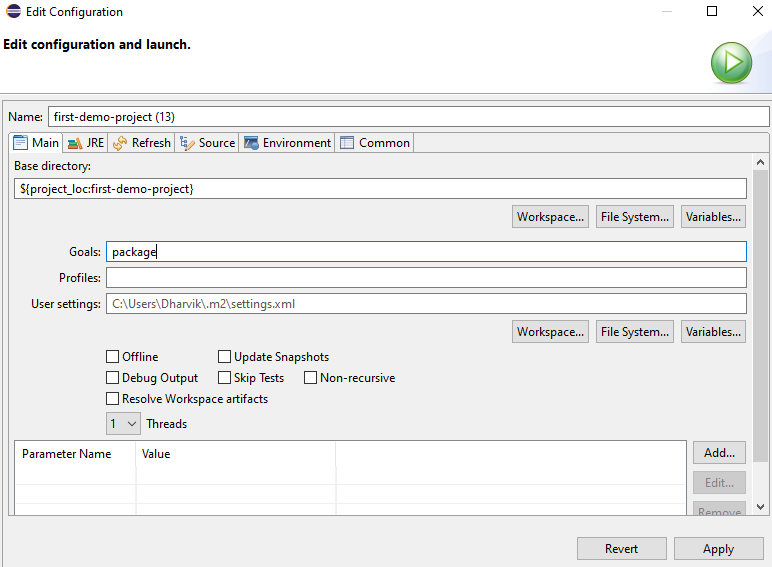 Edit Configuration
Edit configuration and launch.
Name: first-demo-project (13)
Main JRE Refresh Source Environment Common
Base directory:
${project_loc:first-demo-project}
Workspace... File System... Variables...
Goals: package
Profiles:
User settings: C:\Users\Dharvik\.m2\settings.xml
Workspace... File System... Variables...
Offline Update Snapshots
Debug Output Skip Tests Non-recursive
Resolve Workspace artifacts
1 Threads
Parameter Name Value Add...
Edit...
Remove
Revert Apply